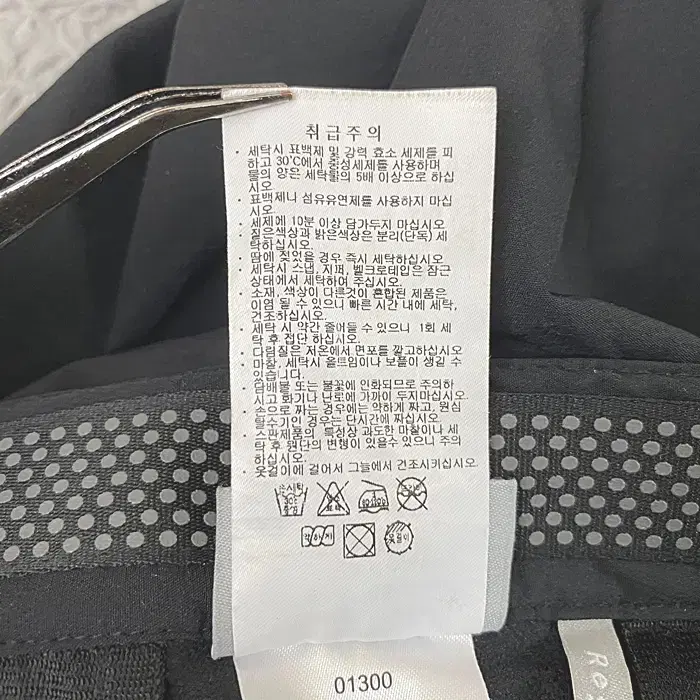 취급주의
· 세탁시 표백제 및 강력 효소 세제를 피
하고 30°C에서 중성세제를 사용하며
물의 양은 세탁물의 5배 이상으로 하십
시오
· 표백제나 섬유유연제를 사용하지 마십
시오.
· 세제에 10분 이상 담가두지 마십시오
· 짙은색상과 밝은색상은 분리(단독) 세
탁하십시오.
· 땀에 젖었을 경우 즉시 세탁하십시오.
· 세탁시 스냅, 지퍼, 벨크로테입은 잠근
상태에서 세탁하여 주십시오.
· 소재, 색상이 다른것이 혼합된 제품은
이염 될 수 있으니 빠른 시간 내에 세탁,
건조하십시오.
· 세탁 시 약간 줄어들 수 있으니 1회 세
탁 후 접단 하십시오.
· 다림질은 저온에서 면포를 깔고하십시오
· 마찰, 세탁시 올트임이나 보풀이 생길 수
있습니다.
· 담배불 또는 불꽃에 인화되므로 주의하
시고 화기나 난로에 가까이 두지마십시오.
· 손으로 짜는 경우에는 약하게 짜고, 원심
탈수기인 경우는 단시간에 짜십시오.
· 스판제품의 특성상 과도한 마찰이나 세
탁 후 원단의 변형이 있을수 있으니 주의
하십시오.
· 옷걸이에 걸어서 그늘에서 건조시키십시오.
손세탁
30°C
중성
표백
약하게
옷걸이
01300
Re